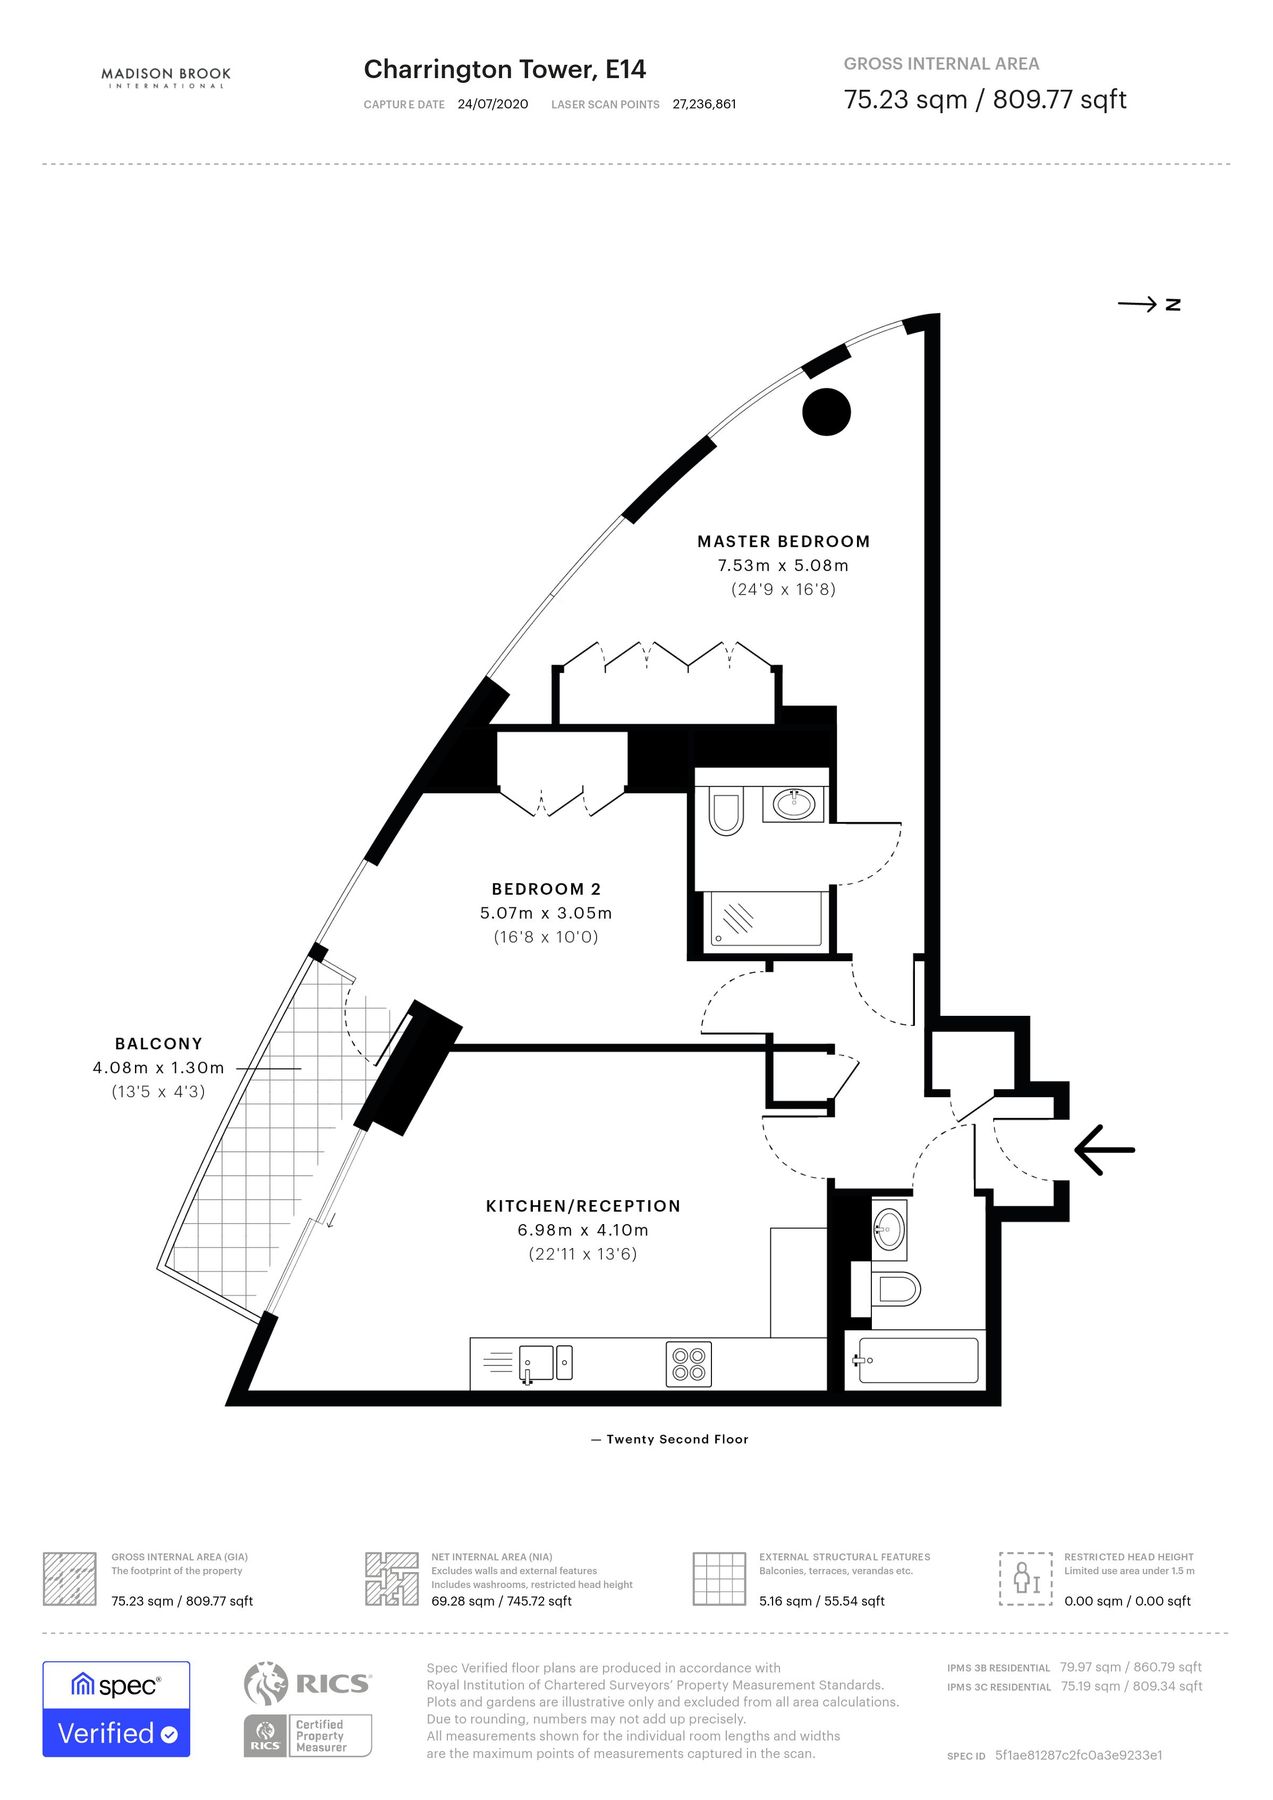 MADISON BROOK
INTERNATIONAL
Charrington Tower, E14
CAPTURE DATE 24/07/2020 LASER SCAN POINTS 27,236,861
GROSS INTERNAL AREA
75.23 sqm / 809.77 sqft
N
MASTER BEDROOM
7.53m x 5.08m
(24'9 x 16'8)
BEDROOM 2
5.07m x 3.05m
(16'8 x 10'0)
BALCONY
4.08m x 1.30m
(13'5 x 4'3)
KITCHEN/RECEPTION
6.98m x 4.10m
(22'11 x 13'6)
— Twenty Second Floor
GROSS INTERNAL AREA (GIA)
The footprint of the property
75.23 sqm / 809.77 sqft
NET INTERNAL AREA (NIA)
Excludes walls and external features
Includes washrooms, restricted head height
69.28 sqm / 745.72 sqft
EXTERNAL STRUCTURAL FEATURES
Balconies, terraces, verandas etc.
5.16 sqm / 55.54 sqft
RESTRICTED HEAD HEIGHT
Limited use area under 1.5 m
0.00 sqm / 0.00 sqft
spec®
Verified
RICS®
RICS
Certified
Property
Measurer
Spec Verified floor plans are produced in accordance with
Royal Institution of Chartered Surveyors' Property Measurement Standards.
Plots and gardens are illustrative only and excluded from all area calculations.
Due to rounding, numbers may not add up precisely.
All measurements shown for the individual room lengths and widths
are the maximum points of measurements captured in the scan.
IPMS 3B RESIDENTIAL 79.97 sqm / 860.79 sqft
IPMS 3C RESIDENTIAL 75.19 sqm / 809.34 sqft
SPEC ID 5f1ae81287c2fc0a3e9233e1